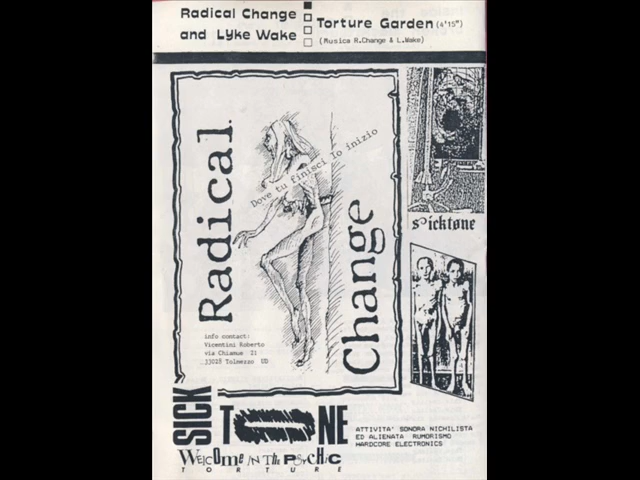 Radical Change
and Lyke Wake
Torture Garden (4'15")
(Musica R.Change & L.Wake)
Radical
Dove tu finisci Io inizio
Change
info contact:
Vicentini Roberto
via Chiamue 21
33028 Tolmezzo UD
sicktone
SICK
TONE
WELCOME IN THE PSYCHIC
TORTURE
ATTIVITA' SONORA NICHILISTA
ED ALIENATA RUMORISMO
HARDCORE ELECTRONICS